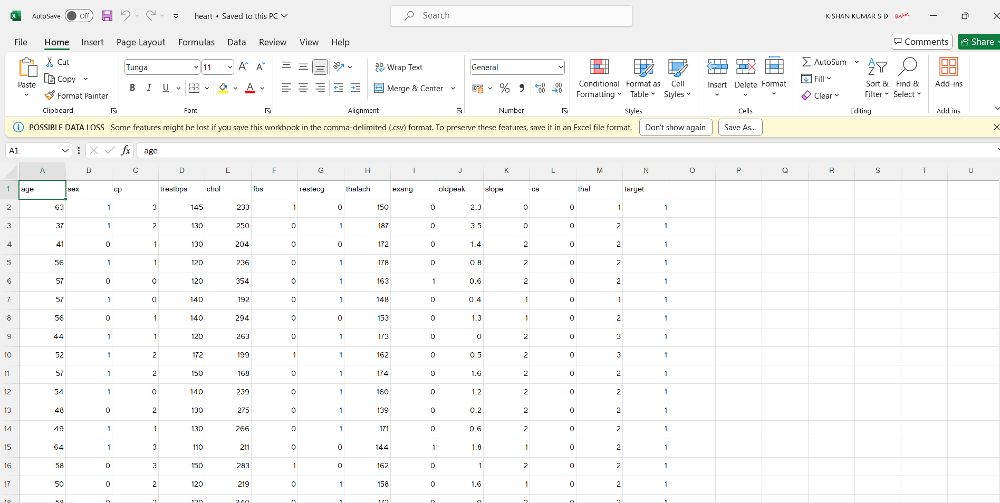 AutoSave Off heart • Saved to this PC Search KISHAN KUMAR S D
File Home Insert Page Layout Formulas Data Review View Help Comments Share
Paste Cut Copy Format Painter Clipboard
Tunga 11 B I U A Font
Wrap Text Merge & Center Alignment
General % Number
Conditional Formatting Format as Table Cell Styles Styles
Insert Delete Format Cells
AutoSum Fill Clear Sort & Filter Find & Select Editing
Add-ins Add-ins
POSSIBLE DATA LOSS Some features might be lost if you save this workbook in the comma-delimited (.csv) format. To preserve these features, save it in an Excel file format. Don't show again Save As...
A1 fx age
A B C D E F G H I J K L M N O P Q R S T U
1 age sex cp trestbps chol fbs restecg thalach exang oldpeak slope ca thal target
2 63 1 3 145 233 1 0 150 0 2.3 0 0 1 1
3 37 1 2 130 250 0 1 187 0 3.5 0 0 2 1
4 41 0 1 130 204 0 0 172 0 1.4 2 0 2 1
5 56 1 1 120 236 0 1 178 0 0.8 2 0 2 1
6 57 0 0 120 354 0 1 163 1 0.6 2 0 2 1
7 57 1 0 140 192 0 1 148 0 0.4 1 0 1 1
8 56 0 1 140 294 0 0 153 0 1.3 1 0 2 1
9 44 1 1 120 263 0 1 173 0 0 2 0 3 1
10 52 1 2 172 199 1 1 162 0 0.5 2 0 3 1
11 57 1 2 150 168 0 1 174 0 1.6 2 0 2 1
12 54 1 0 140 239 0 1 160 0 1.2 2 0 2 1
13 48 0 2 130 275 0 1 139 0 0.2 2 0 2 1
14 49 1 1 130 266 0 1 171 0 0.6 2 0 2 1
15 64 1 3 110 211 0 0 144 1 1.8 1 0 2 1
16 58 0 3 150 283 1 0 162 0 1 2 0 2 1
17 50 0 2 120 219 0 1 158 0 1.6 1 0 2 1
18 58 0 2 120 340 0 1 172 0 0 2 0 2 1